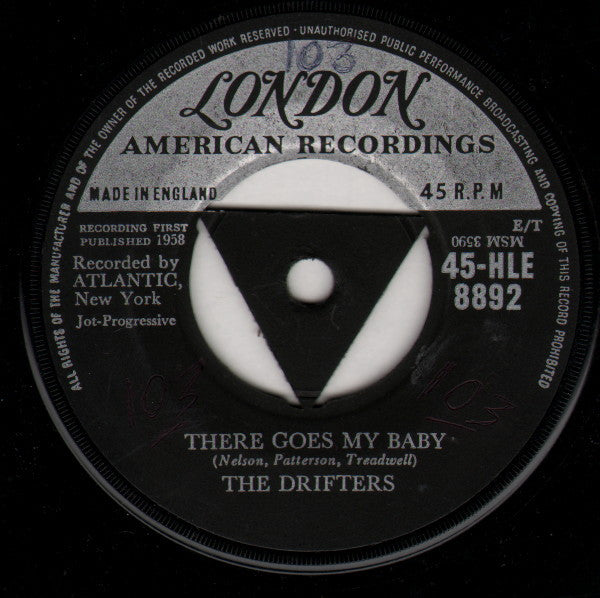 ALL RIGHTS OF THE MANUFACTURER AND OF THE OWNER OF THE RECORDED WORK RESERVED - UNAUTHORISED PUBLIC PERFORMANCE BROADCASTING AND COPYING OF THIS RECORD PROHIBITED
103
LONDON
AMERICAN RECORDINGS
MADE IN ENGLAND
45 R.P.M
RECORDING FIRST
PUBLISHED 1958
Recorded by
ATLANTIC,
New York
Jot-Progressive
E/T
MSM 3590
45-HLE
8892
103
103
THERE GOES MY BABY
(Nelson, Patterson, Treadwell)
THE DRIFTERS